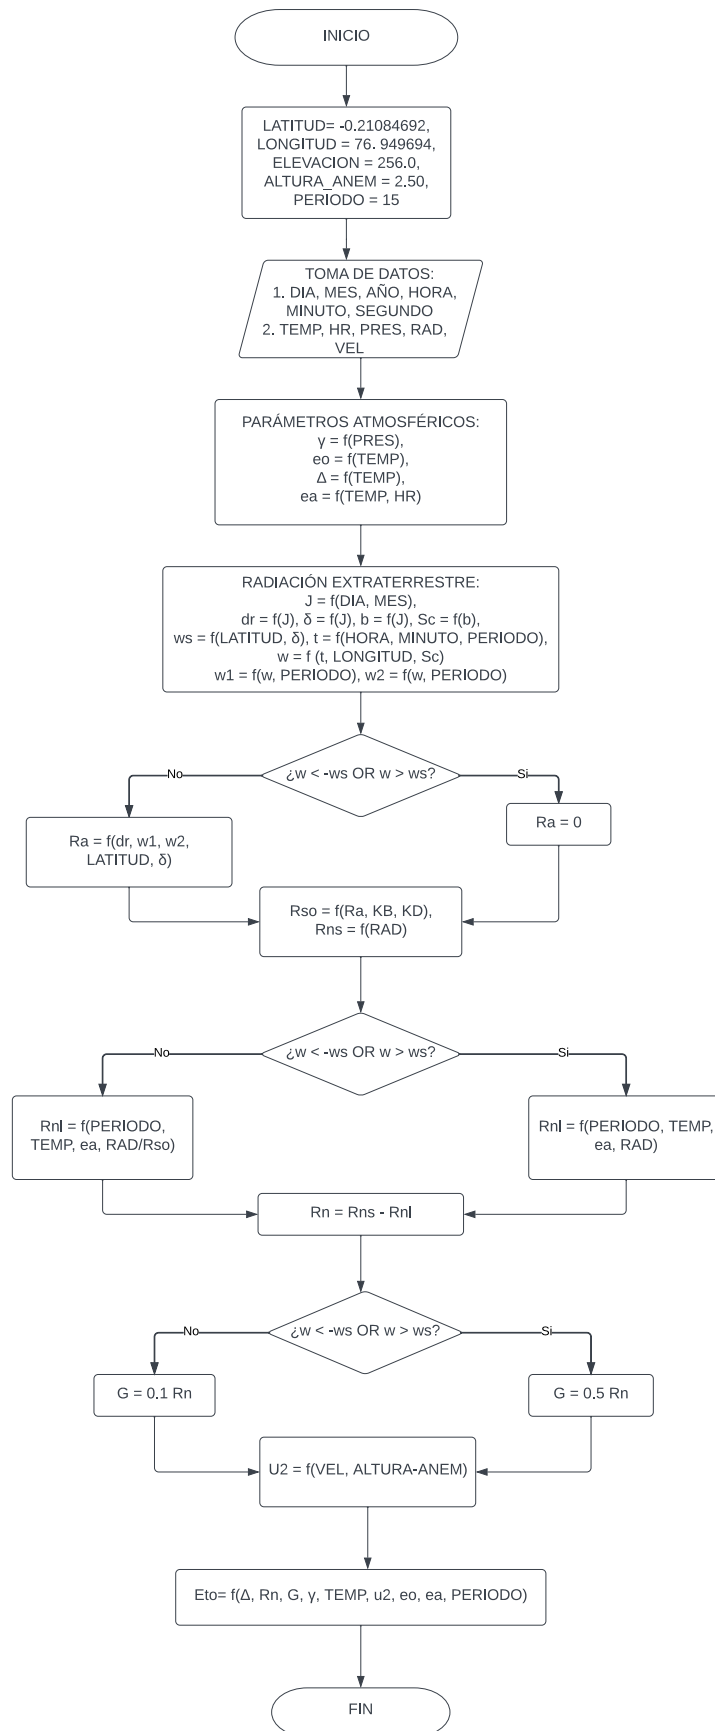 INICIO
LATITUD= -0.21084692,
LONGITUD = 76. 949694,
ELEVACION = 256.0,
ALTURA_ANEM = 2.50,
PERIODO = 15
TOMA DE DATOS:
1. DIA, MES, AÑO, HORA,
MINUTO, SEGUNDO
2. TEMP, HR, PRES, RAD,
VEL
PARÁMETROS ATMOSFÉRICOS:
γ = f(PRES),
eo = f(TEMP),
Δ = f(TEMP),
ea = f(TEMP, HR)
RADIACIÓN EXTRATERRESTRE:
J = f(DIA, MES),
dr = f(J), δ = f(J), b = f(J), Sc = f(b),
ws = f(LATITUD, δ), t = f(HORA, MINUTO, PERIODO),
w = f (t, LONGITUD, Sc)
w1 = f(w, PERIODO), w2 = f(w, PERIODO)
¿w < -ws OR w > ws?
No
Si
Ra = f(dr, w1, w2,
LATITUD, δ)
Ra = 0
Rso = f(Ra, KB, KD),
Rns = f(RAD)
¿w < -ws OR w > ws?
No
Si
Rnl = f(PERIODO,
TEMP, ea, RAD/Rso)
Rnl = f(PERIODO, TEMP,
ea, RAD)
Rn = Rns - Rnl
¿w < -ws OR w > ws?
No
Si
G = 0.1 Rn
G = 0.5 Rn
U2 = f(VEL, ALTURA-ANEM)
Eto= f(Δ, Rn, G, γ, TEMP, u2, eo, ea, PERIODO)
FIN